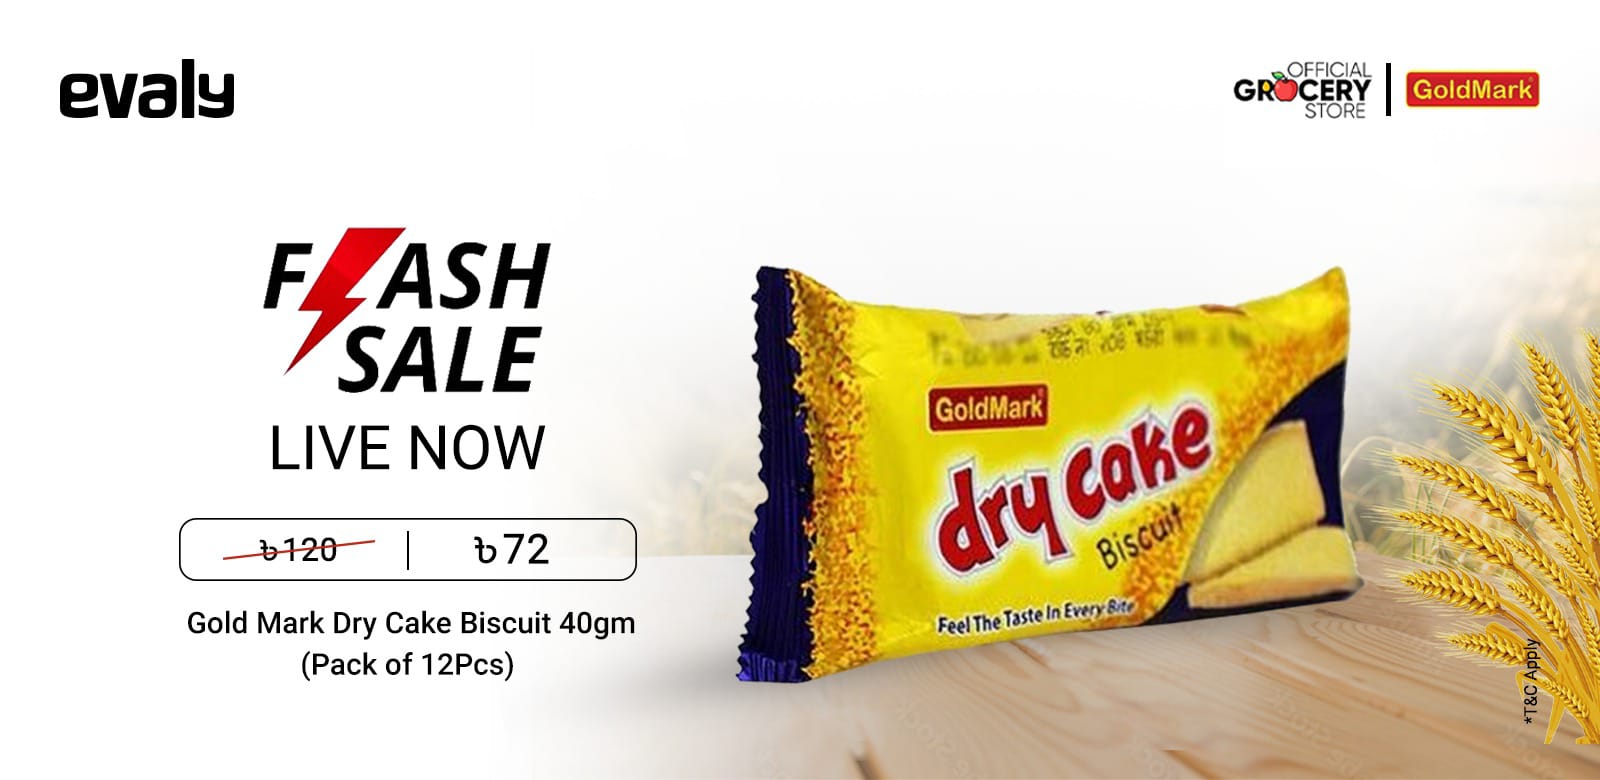 evaly
OFFICIAL
GROCERY
STORE
GoldMark
FLASH
SALE
LIVE NOW
৳120
৳72
Gold Mark Dry Cake Biscuit 40gm
(Pack of 12Pcs)
GoldMark
dry cake
Biscuit
Feel The Taste In Every Bite
*T&C Apply